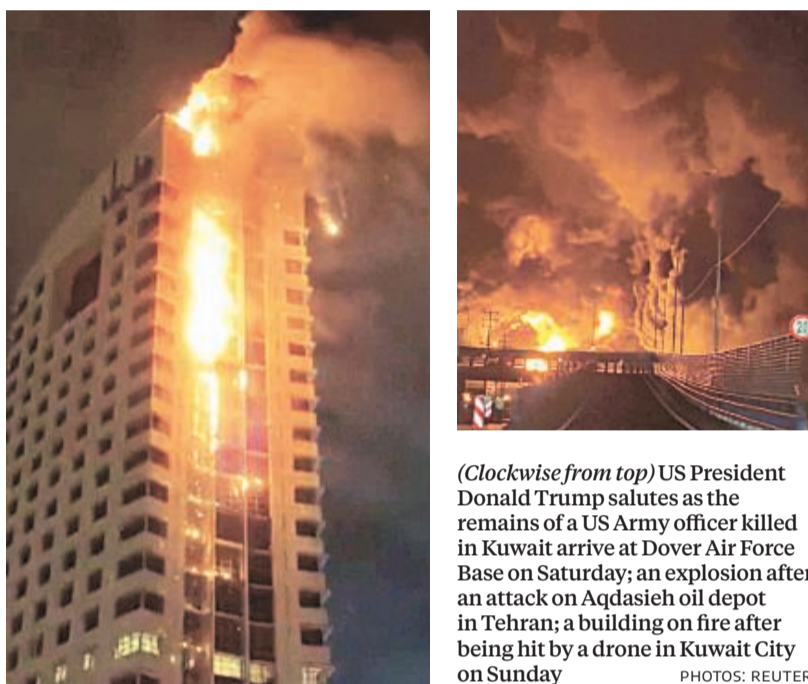 (Clockwise from top) US President
Donald Trump salutes as the
remains of a US Army officer killed
in Kuwait arrive at Dover Air Force
Base on Saturday; an explosion after
an attack on Aqdasieh oil depot
in Tehran; a building on fire after
being hit by a drone in Kuwait City
on Sunday
PHOTOS: REUTER